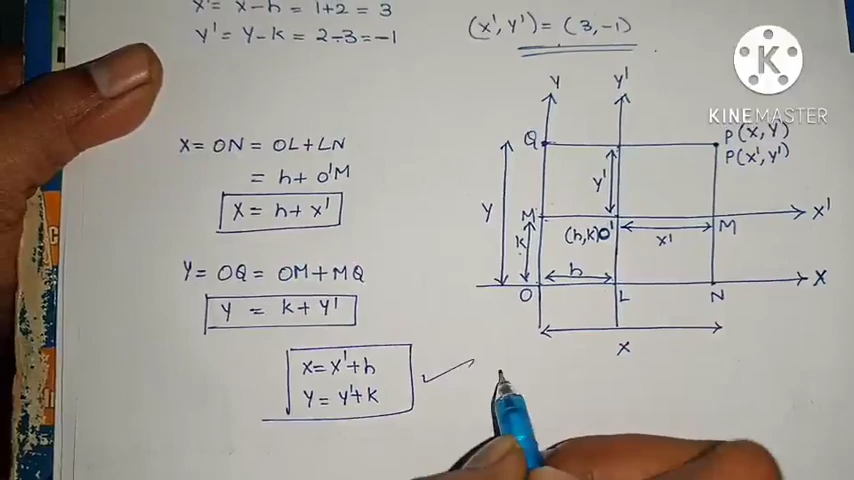 x' = x-h = 1+2 = 3
y' = y-k = 2-3 = -1
(x', y') = (3, -1)
X = ON = OL + LN
= h + o'M
X = h + x'
Y = OQ = OM + MQ
Y = k + y'
X = x' + h
Y = y' + k
Y
y'
Q
P(x, y)
P(x', y')
y'
Y
M
k
(h,k)
o'
x'
M
x'
h
O
L
N
X
X
K
KINEMASTER